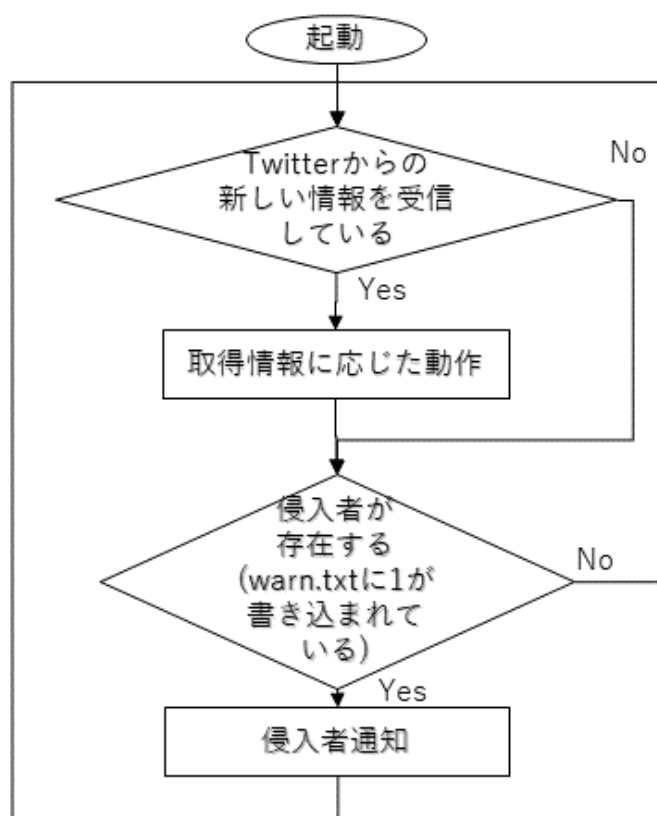 起動
Twitterからの
新しい情報を受信
している
No
Yes
取得情報に応じた動作
侵入者が
存在する
(warn.txtに1が
書き込まれて
いる)
No
Yes
侵入者通知